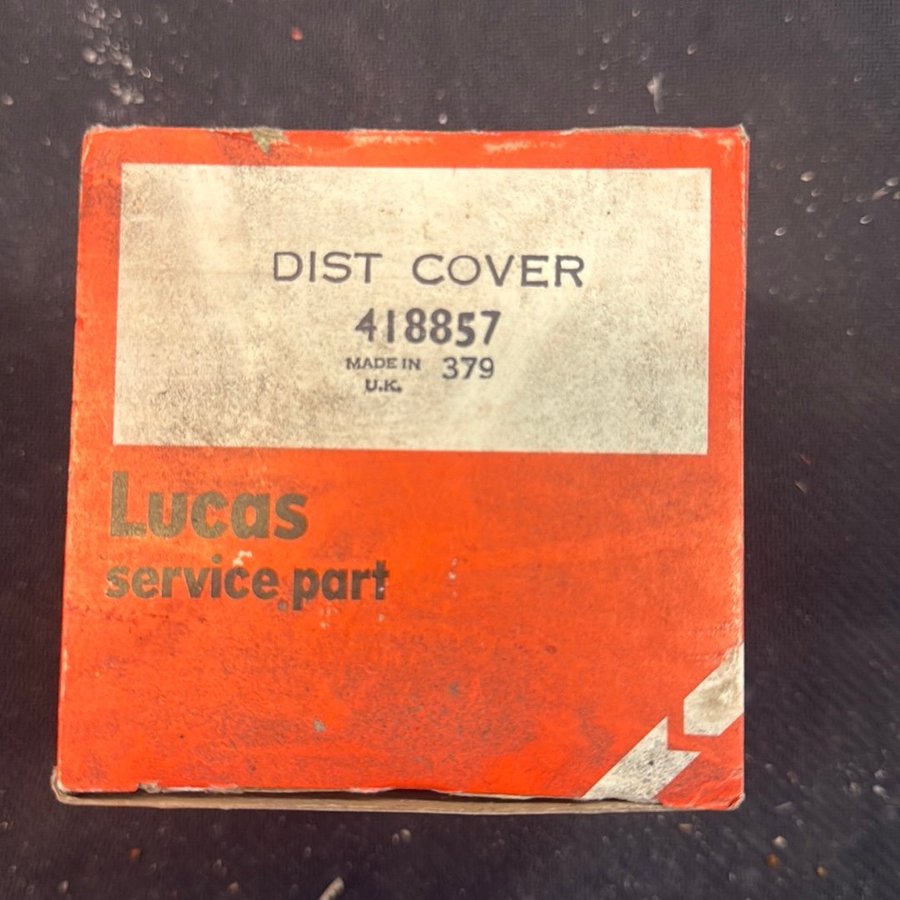 DIST COVER
418857
MADE IN 379
U.K.
Lucas
service part